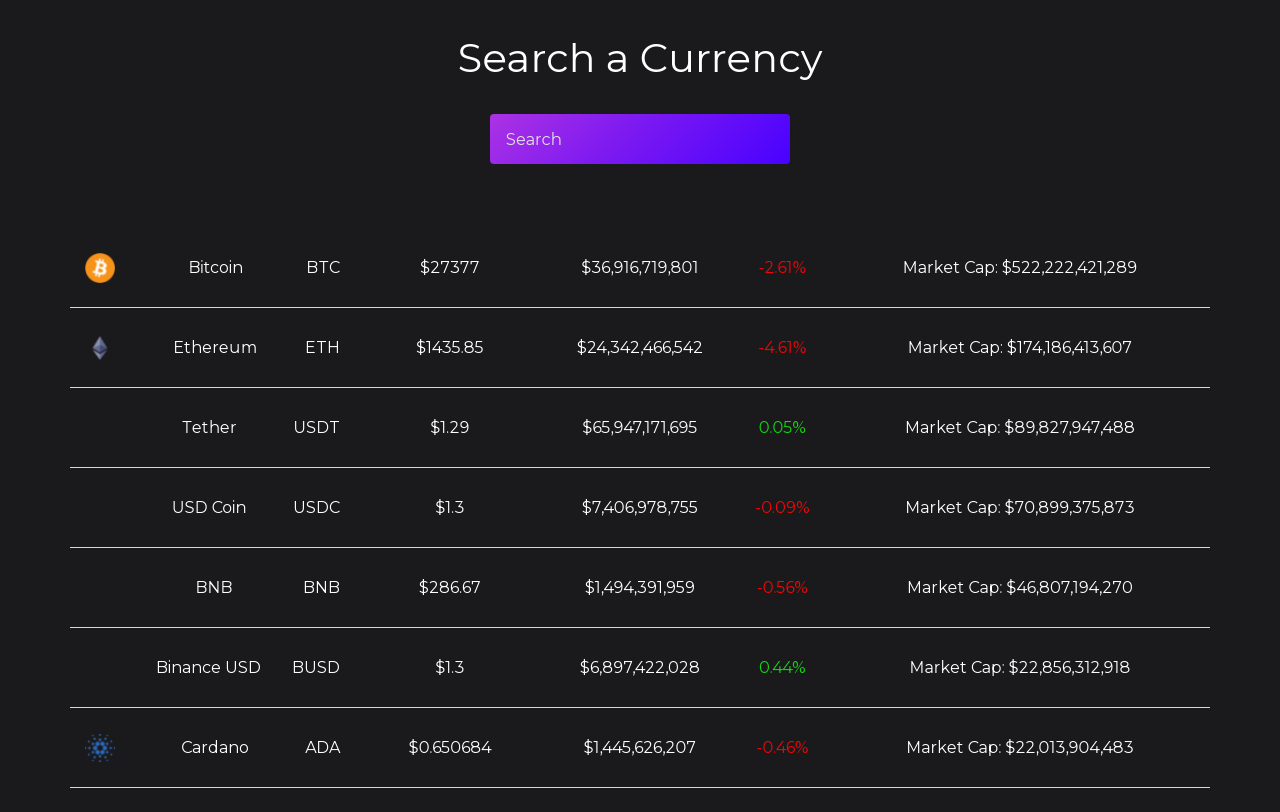 Search a Currency
Search
Bitcoin BTC $27377 $36,916,719,801 -2.61% Market Cap: $522,222,421,289
Ethereum ETH $1435.85 $24,342,466,542 -4.61% Market Cap: $174,186,413,607
Tether USDT $1.29 $65,947,171,695 0.05% Market Cap: $89,827,947,488
USD Coin USDC $1.3 $7,406,978,755 -0.09% Market Cap: $70,899,375,873
BNB BNB $286.67 $1,494,391,959 -0.56% Market Cap: $46,807,194,270
Binance USD BUSD $1.3 $6,897,422,028 0.44% Market Cap: $22,856,312,918
Cardano ADA $0.650684 $1,445,626,207 -0.46% Market Cap: $22,013,904,483